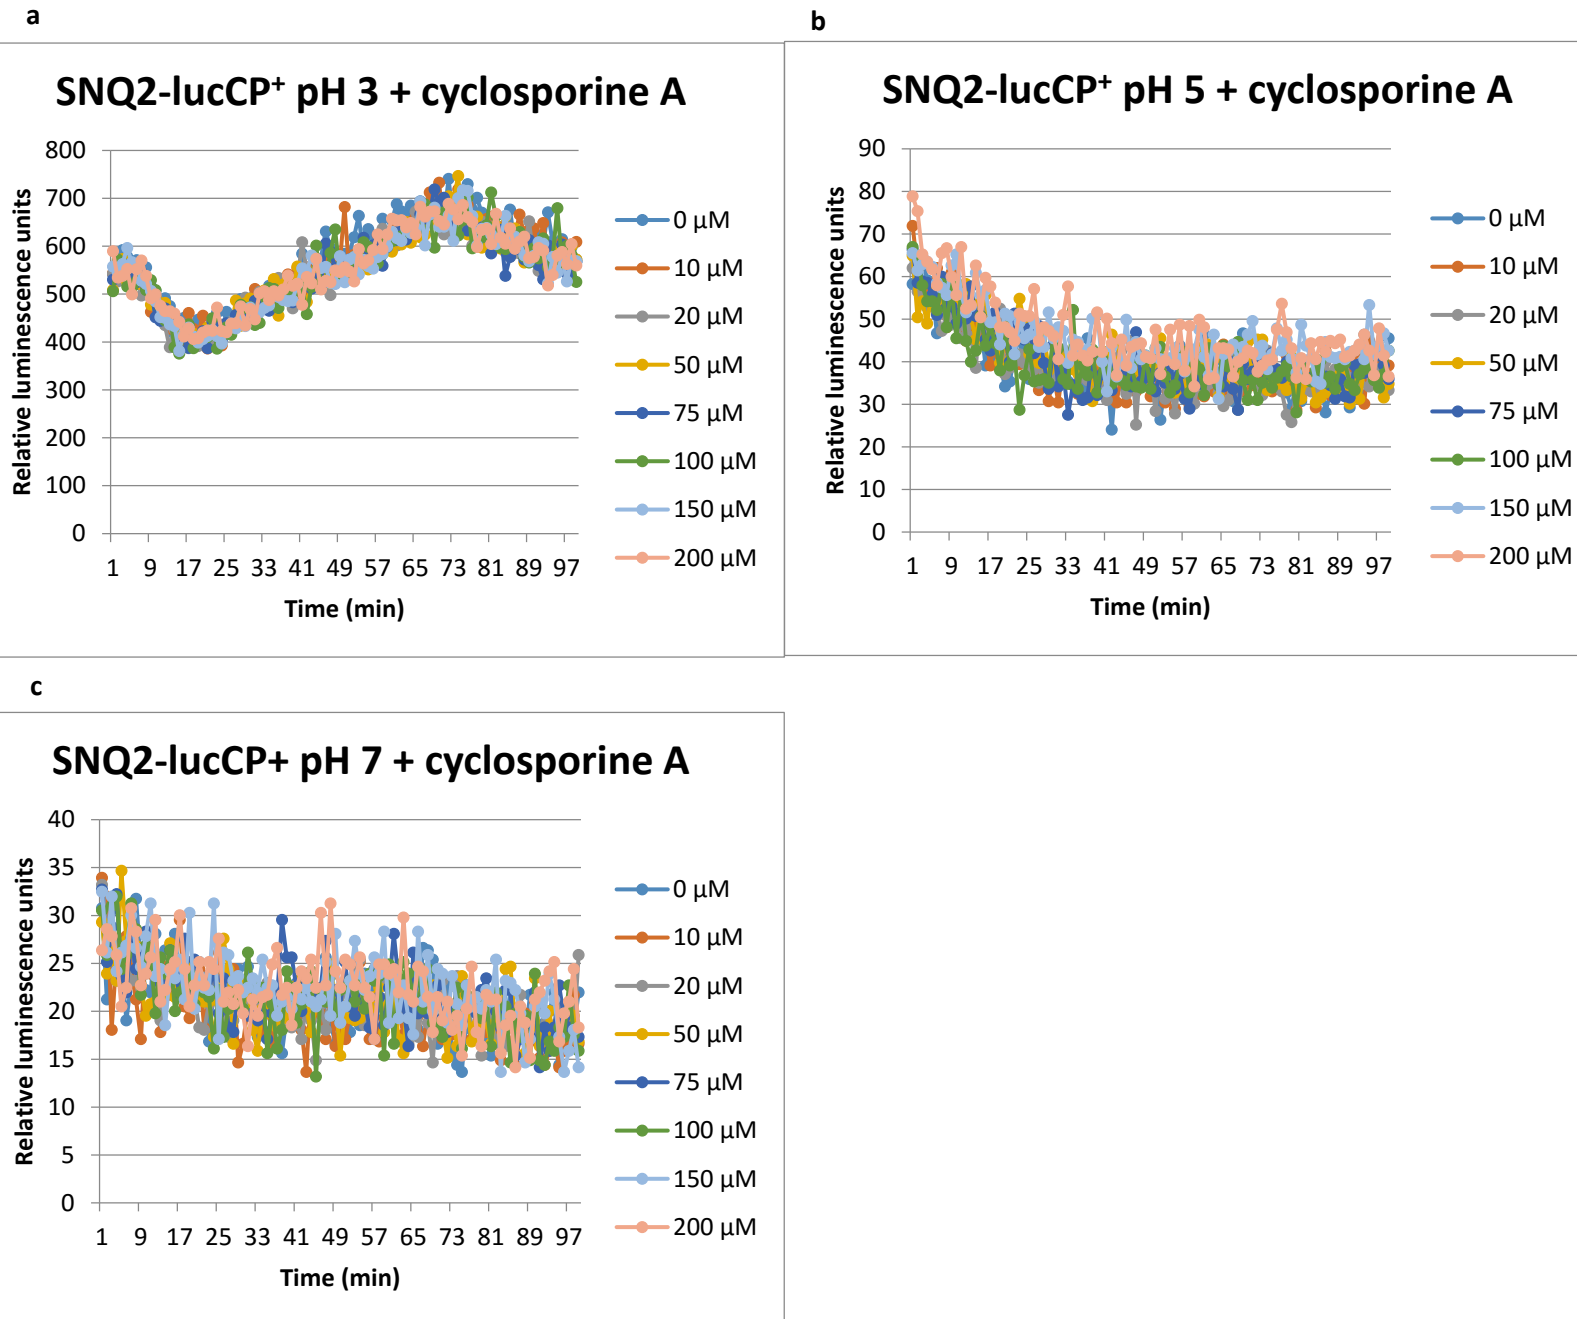 a
SNQ2-lucCP⁺ pH 3 + cyclosporine A
Relative luminescence units
800
700
600
500
400
300
200
100
0
1 9 17 25 33 41 49 57 65 73 81 89 97
Time (min)
0 µM
10 µM
20 µM
50 µM
75 µM
100 µM
150 µM
200 µM
b
SNQ2-lucCP⁺ pH 5 + cyclosporine A
Relative luminescence units
90
80
70
60
50
40
30
20
10
0
1 9 17 25 33 41 49 57 65 73 81 89 97
Time (min)
0 µM
10 µM
20 µM
50 µM
75 µM
100 µM
150 µM
200 µM
c
SNQ2-lucCP+ pH 7 + cyclosporine A
Relative luminescence units
40
35
30
25
20
15
10
5
0
1 9 17 25 33 41 49 57 65 73 81 89 97
Time (min)
0 µM
10 µM
20 µM
50 µM
75 µM
100 µM
150 µM
200 µM